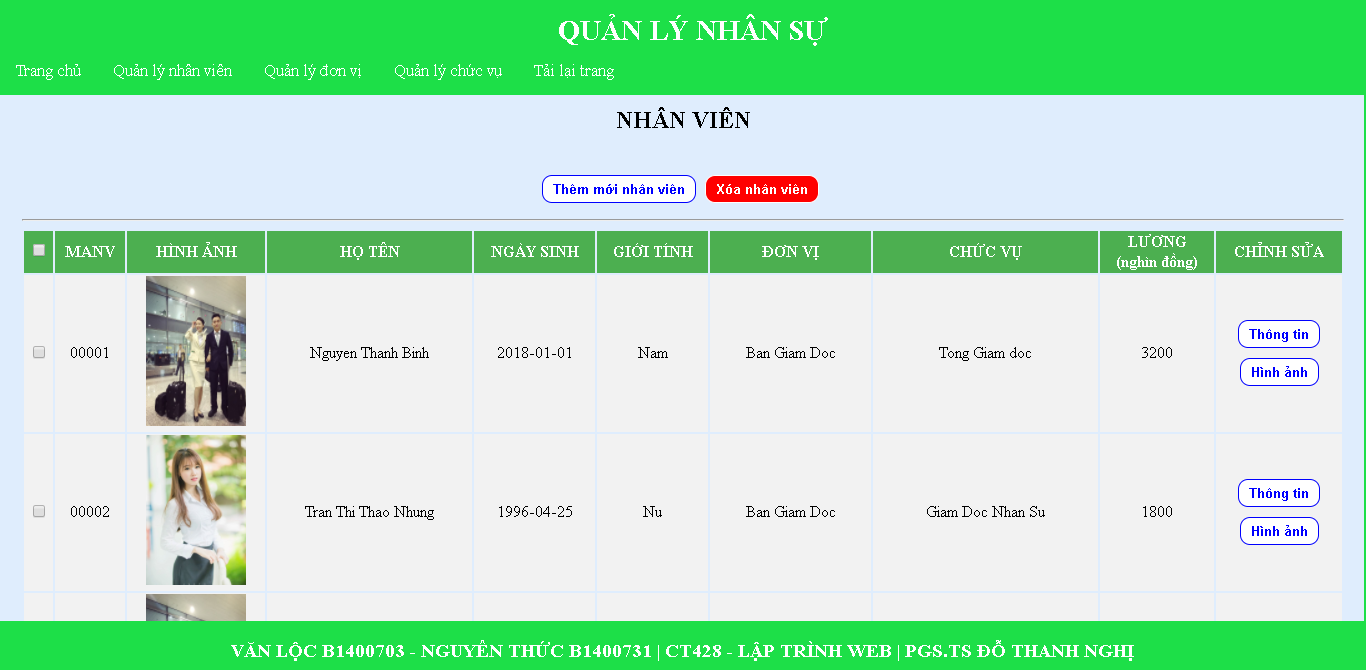 QUẢN LÝ NHÂN SỰ
Trang chủ Quản lý nhân viên Quản lý đơn vị Quản lý chức vụ Tải lại trang
NHÂN VIÊN
Thêm mới nhân viên Xóa nhân viên
MANV HÌNH ẢNH HỌ TÊN NGÀY SINH GIỚI TÍNH ĐƠN VỊ CHỨC VỤ LƯƠNG (nghìn đồng) CHỈNH SỬA
00001 Nguyen Thanh Binh 2018-01-01 Nam Ban Giam Doc Tong Giam doc 3200 Thông tin
Hình ảnh
00002 Tran Thi Thao Nhung 1996-04-25 Nu Ban Giam Doc Giam Doc Nhan Su 1800 Thông tin
Hình ảnh
VĂN LỘC B1400703 - NGUYÊN THỨC B1400731 | CT428 - LẬP TRÌNH WEB | PGS.TS ĐỖ THANH NGHỊ